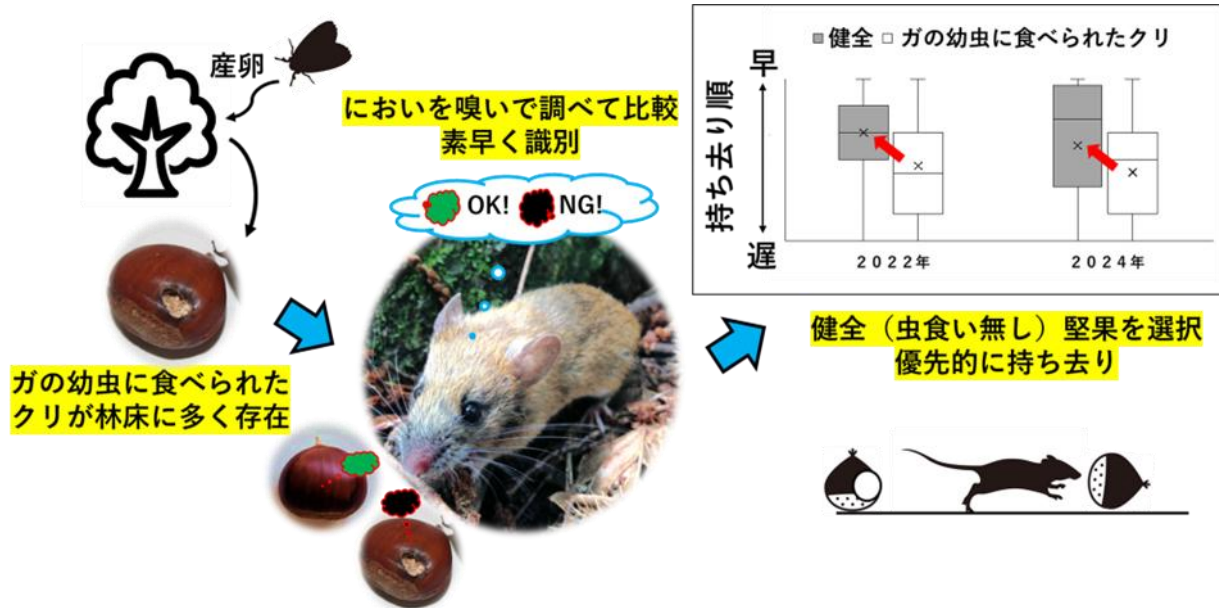 産卵
ガの幼虫に食べられた
クリが林床に多く存在
においを嗅いで調べて比較
素早く識別
OK! NG!
健全 ガの幼虫に食べられたクリ
早
持ち去り順
遅
2022年 2024年
健全(虫食い無し)堅果を選択
優先的に持ち去り